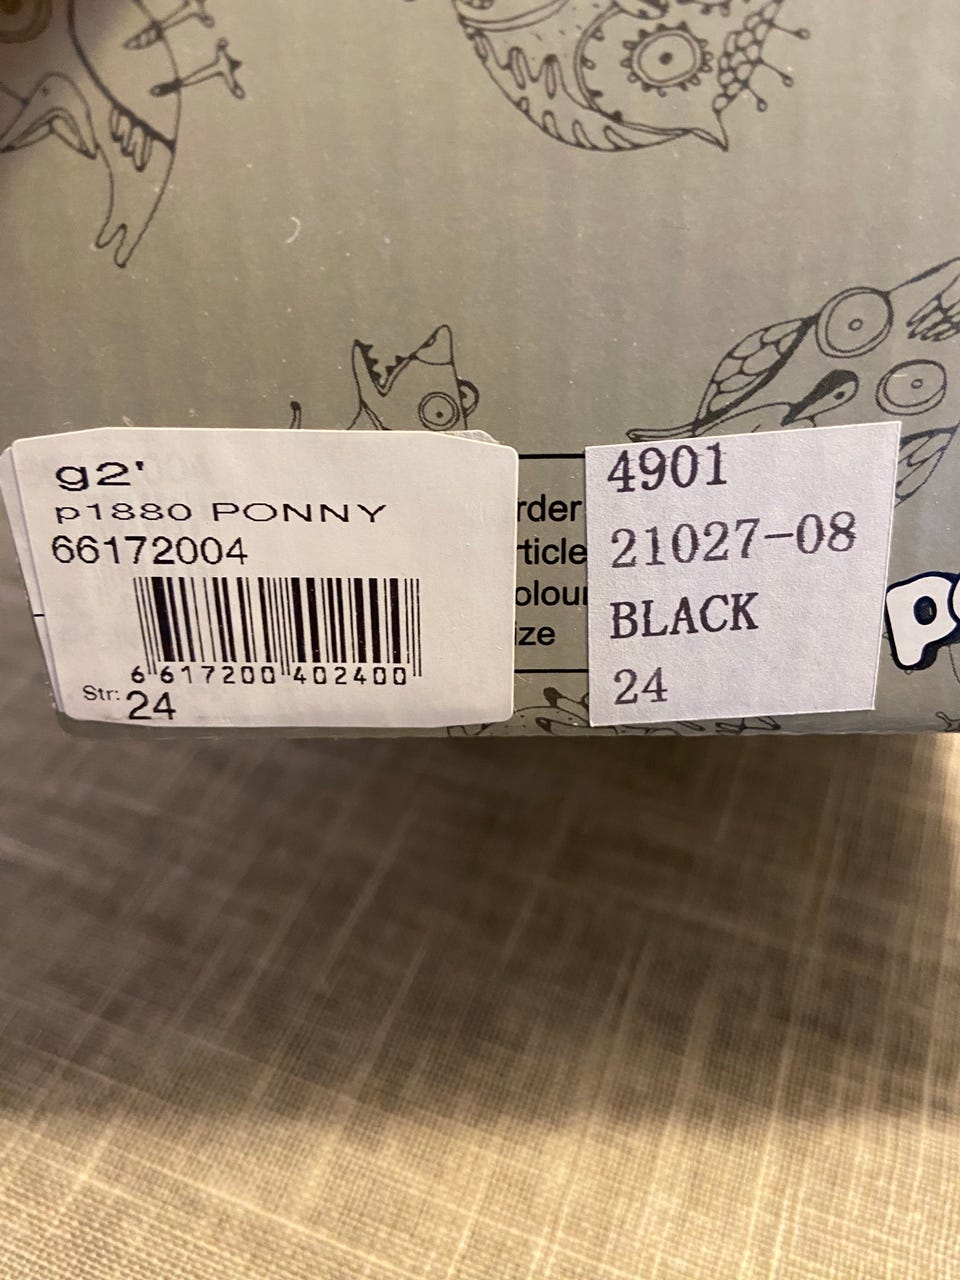 g2'
p1880 PONNY
66172004
6 617200 402400
Str: 24
rder
rticle
olour
ize
4901
21027-08
BLACK
24